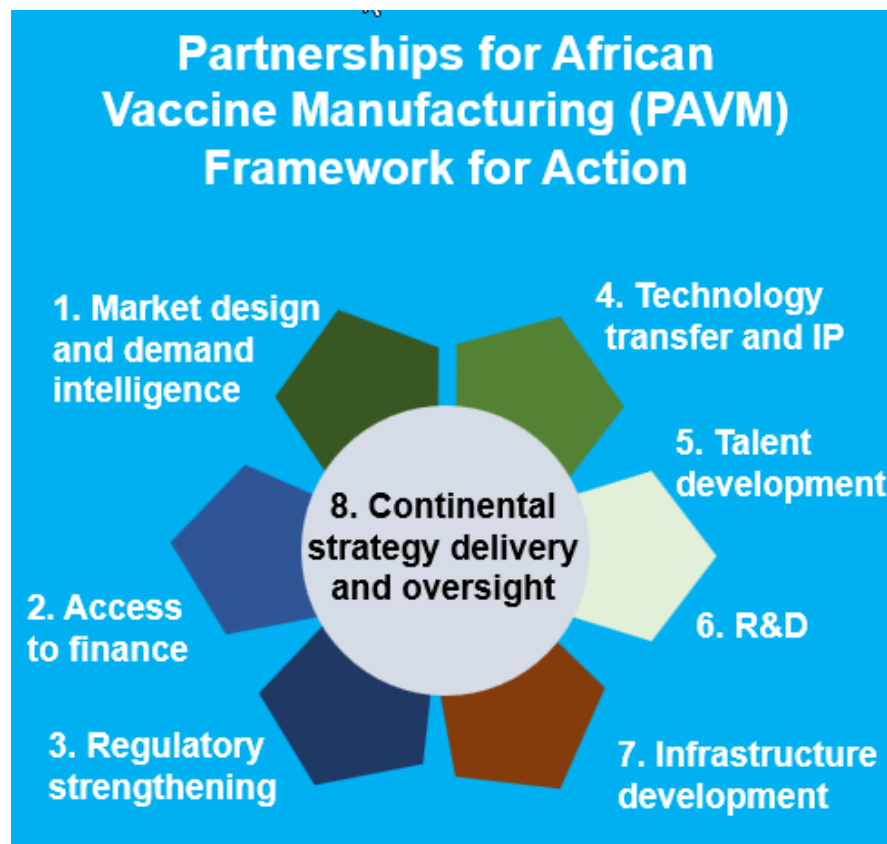 Partnerships for African
Vaccine Manufacturing (PAVM)
Framework for Action
1. Market design
and demand
intelligence
2. Access
to finance
3. Regulatory
strengthening
4. Technology
transfer and IP
5. Talent
development
6. R&D
7. Infrastructure
development
8. Continental
strategy delivery
and oversight